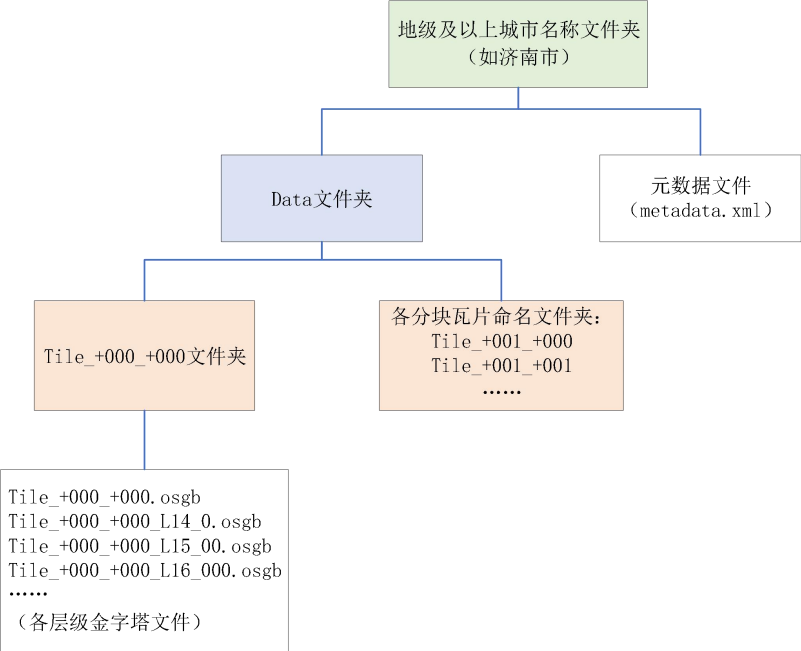 地级及以上城市名称文件夹
（如济南市）
Data文件夹
元数据文件
（metadata.xml）
Tile_+000_+000文件夹
各分块瓦片命名文件夹：
Tile_+001_+000
Tile_+001_+001
……
Tile_+000_+000.osgb
Tile_+000_+000_L14_0.osgb
Tile_+000_+000_L15_00.osgb
Tile_+000_+000_L16_000.osgb
……
（各层级金字塔文件）